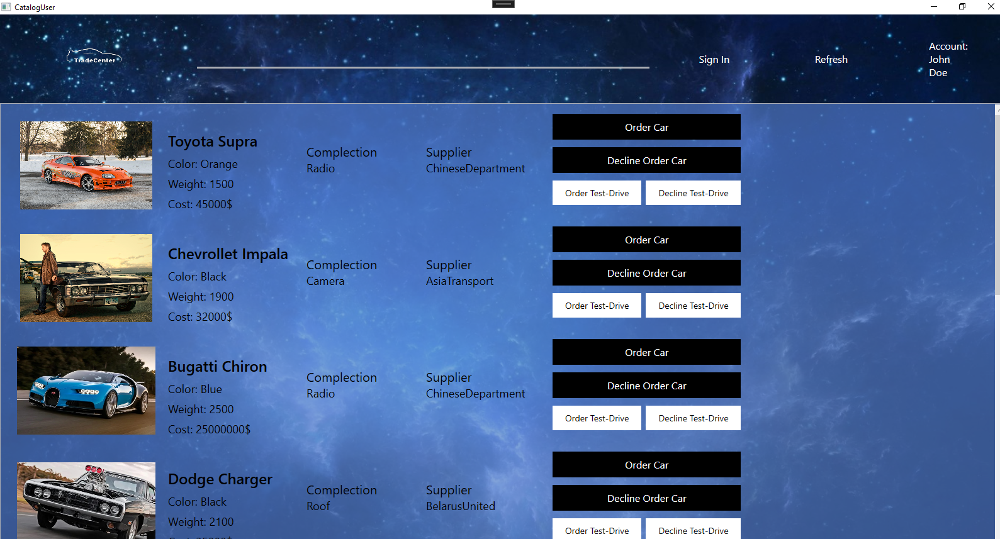 CatalogUser
TradeCenter
Sign In
Refresh
Account:
John
Doe
Toyota Supra
Color: Orange
Weight: 1500
Cost: 45000$
Complection
Radio
Supplier
ChineseDepartment
Order Car
Decline Order Car
Order Test-Drive
Decline Test-Drive
Chevrollet Impala
Color: Black
Weight: 1900
Cost: 32000$
Complection
Camera
Supplier
AsiaTransport
Order Car
Decline Order Car
Order Test-Drive
Decline Test-Drive
Bugatti Chiron
Color: Blue
Weight: 2500
Cost: 25000000$
Complection
Radio
Supplier
ChineseDepartment
Order Car
Decline Order Car
Order Test-Drive
Decline Test-Drive
Dodge Charger
Color: Black
Weight: 2100
Complection
Roof
Supplier
BelarusUnited
Order Car
Decline Order Car
Order Test-Drive
Decline Test-Drive